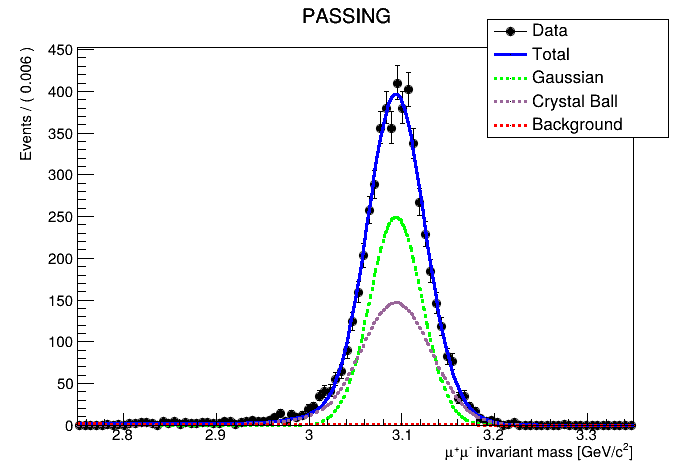 PASSING
Data
Total
Gaussian
Crystal Ball
Background
Events / ( 0.006 )
450
400
350
300
250
200
150
100
50
0
2.8 2.9 3 3.1 3.2 3.3
μ⁺μ⁻ invariant mass [GeV/c²]